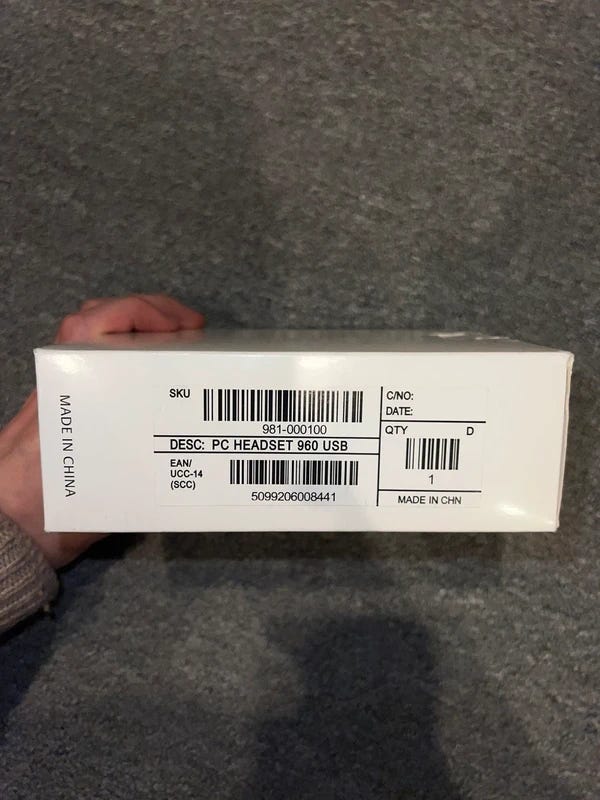 MADE IN CHINA
SKU
981-000100
DESC: PC HEADSET 960 USB
EAN/
UCC-14
(SCC)
5099206008441
C/NO:
DATE:
QTY D
1
MADE IN CHN